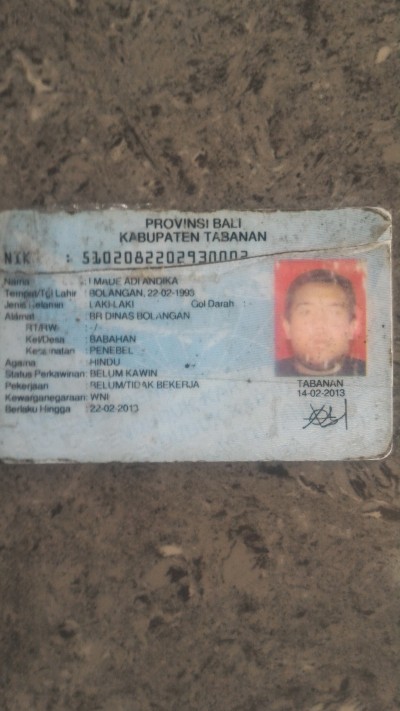 PROVINSI BALI
KABUPATEN TABANAN
NIK : 5102082202930002
Nama : I MADE ADI ANDIKA
Tempat/Tgl Lahir : BOLANGAN, 22-02-1993
Jenis Kelamin : LAKI-LAKI Gol Darah :
Alamat : BR DINAS BOLANGAN
RT/RW : - / -
Kel/Desa : BABAHAN
Kecamatan : PENEBEL
Agama : HINDU
Status Perkawinan: BELUM KAWIN
Pekerjaan : BELUM/TIDAK BEKERJA
Kewarganegaraan: WNI
Berlaku Hingga : 22-02-2013
TABANAN
14-02-2013